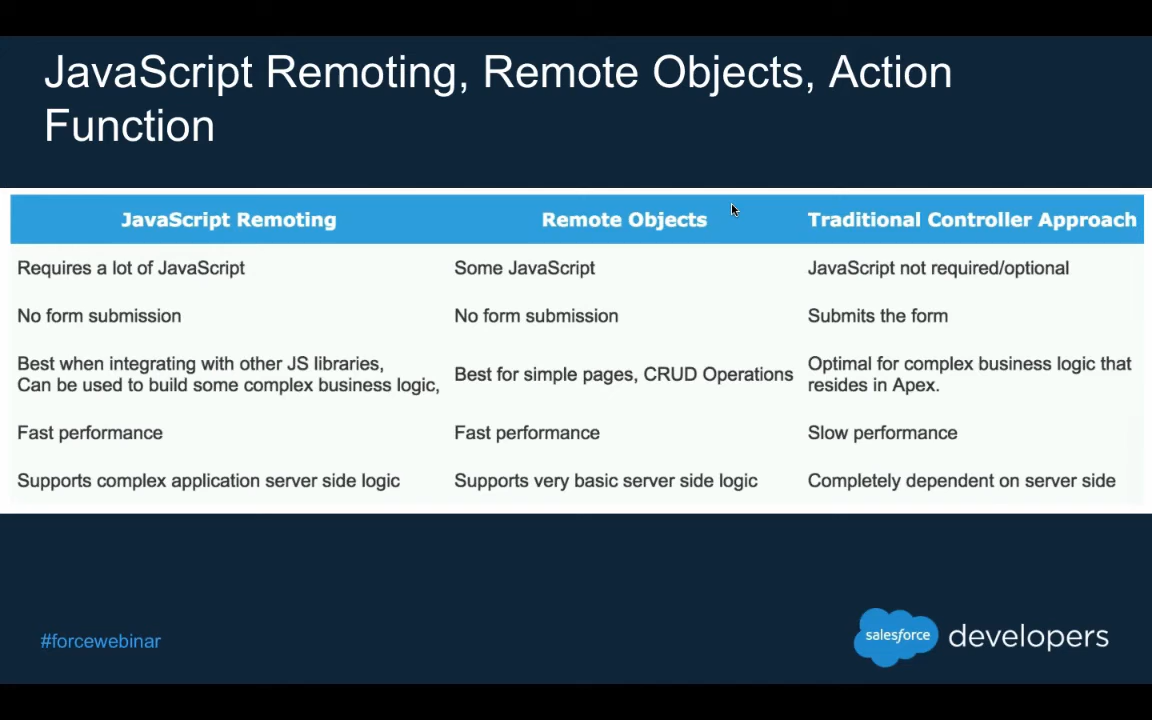 JavaScript Remoting, Remote Objects, Action
Function
JavaScript Remoting
Remote Objects
Traditional Controller Approach
Requires a lot of JavaScript
Some JavaScript
JavaScript not required/optional
No form submission
No form submission
Submits the form
Best when integrating with other JS libraries,
Can be used to build some complex business logic,
Best for simple pages, CRUD Operations
Optimal for complex business logic that
resides in Apex.
Fast performance
Fast performance
Slow performance
Supports complex application server side logic
Supports very basic server side logic
Completely dependent on server side
#forcewebinar
salesforce developers